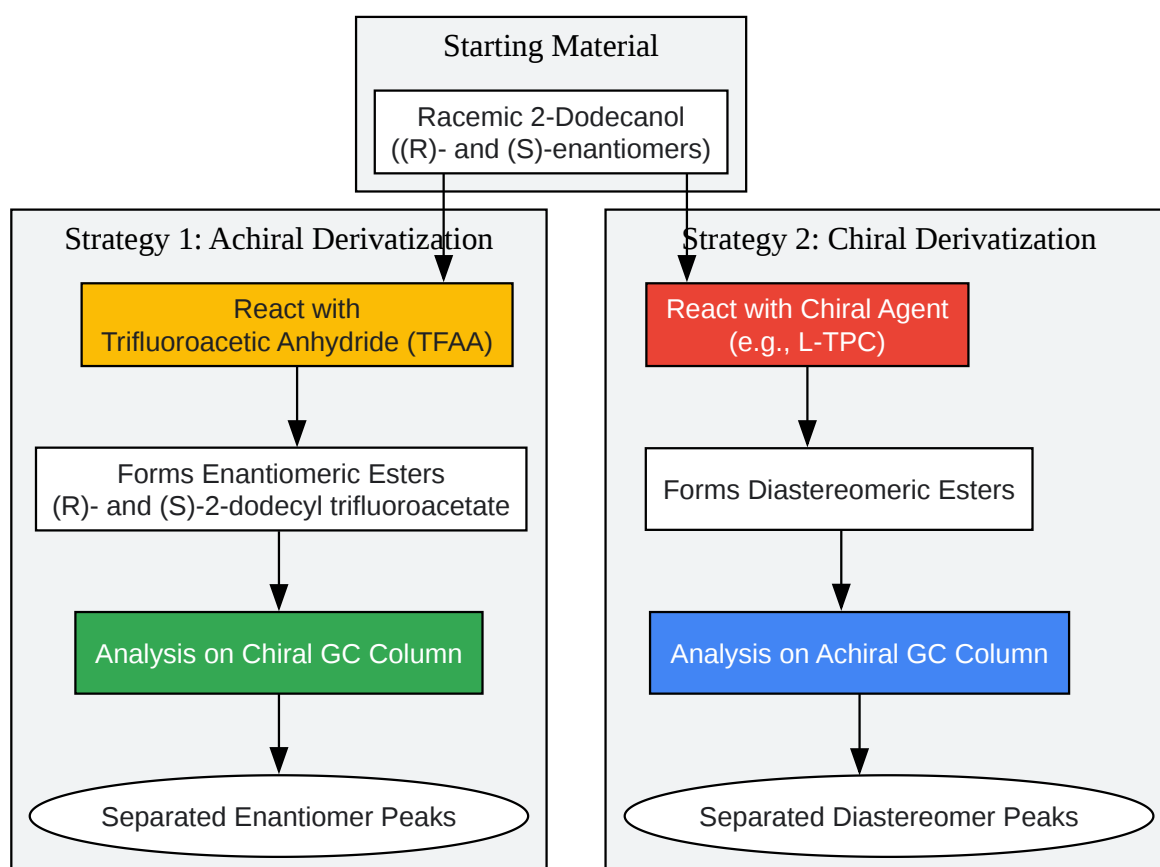 Starting Material
Racemic 2-Dodecanol
((R)- and (S)-enantiomers)
Strategy 1: Achiral Derivatization
React with
Trifluoroacetic Anhydride (TFAA)
Forms Enantiomeric Esters
(R)- and (S)-2-dodecyl trifluoroacetate
Analysis on Chiral GC Column
Separated Enantiomer Peaks
Strategy 2: Chiral Derivatization
React with Chiral Agent
(e.g., L-TPC)
Forms Diastereomeric Esters
Analysis on Achiral GC Column
Separated Diastereomer Peaks